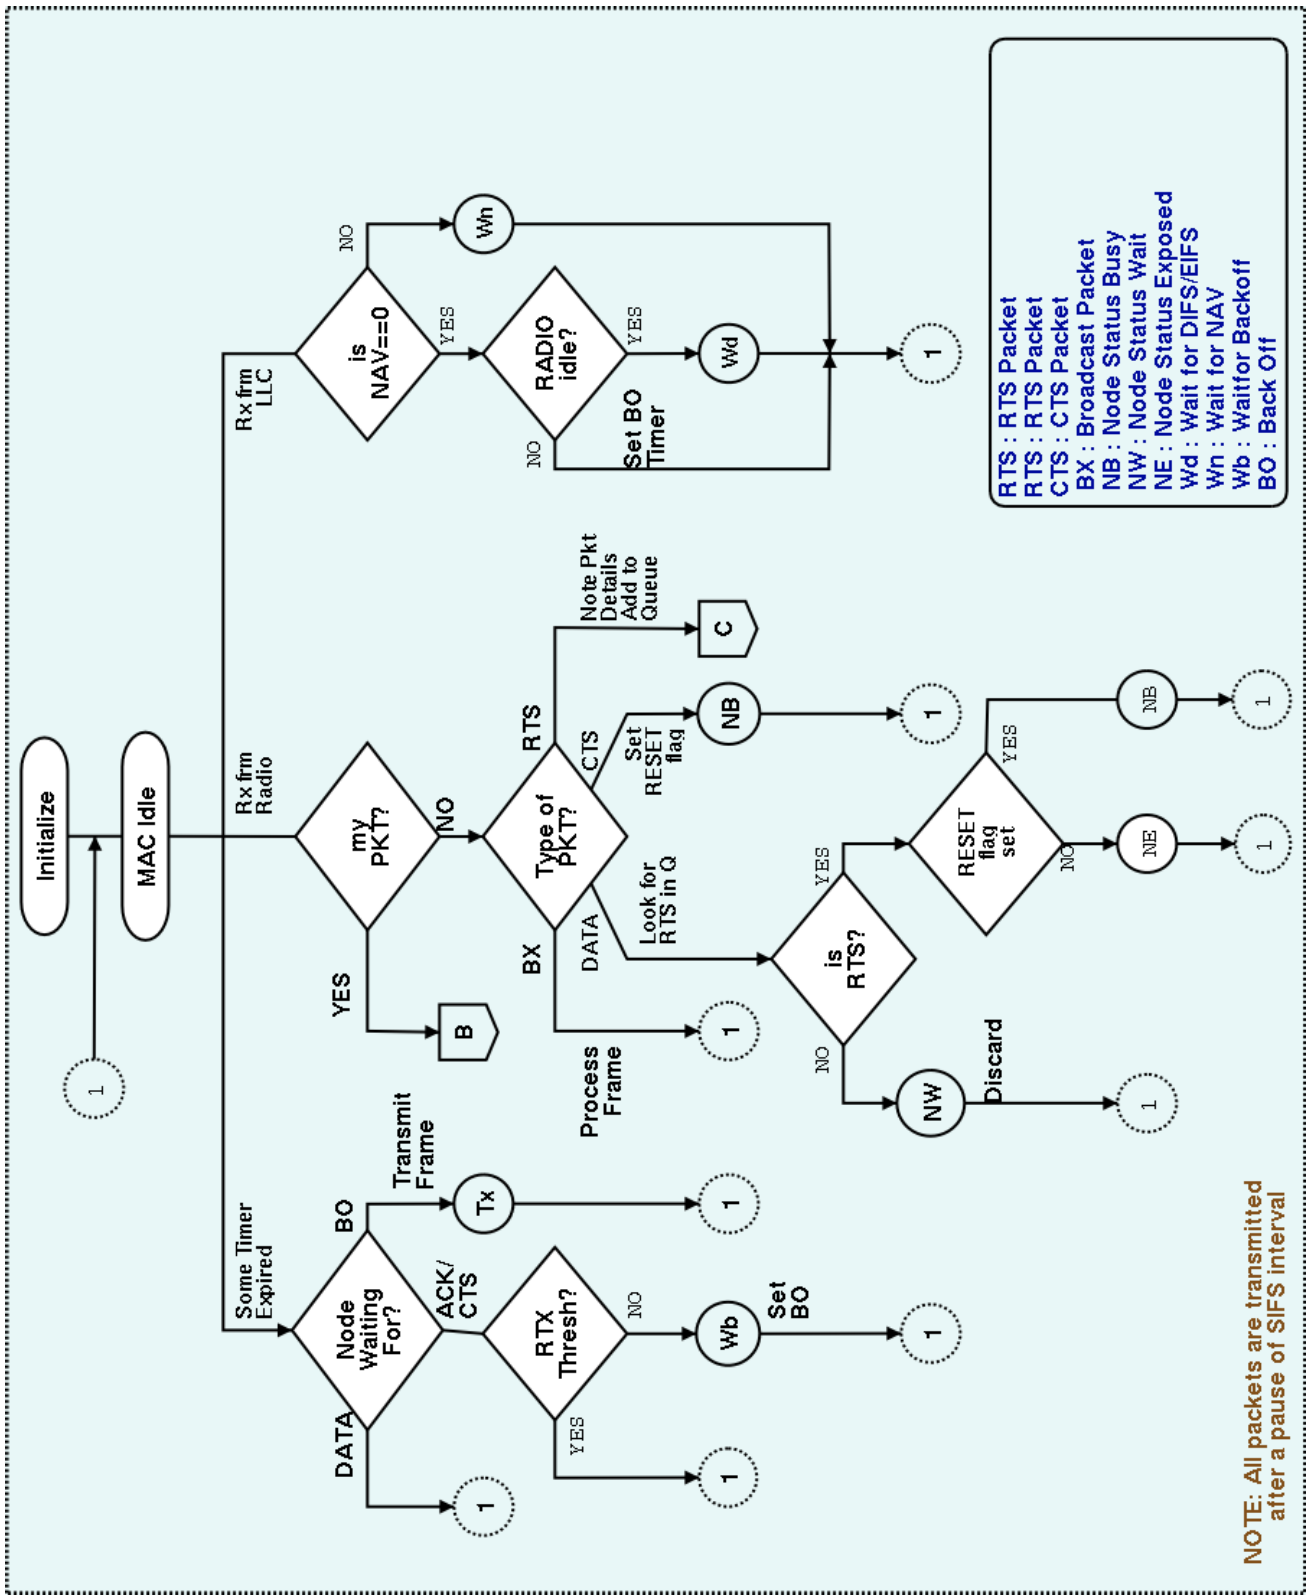 Initialize
1
MAC Idle
Some Timer
Expired
Rx frm
Radio
Rx frm
LLC
Node
Waiting
For?
DATA
BO
ACK/
CTS
Transmit
Frame
Tx
1
1
RTX
Thresh?
YES
NO
1
Wb
Set
BO
1
my
PKT?
YES
NO
B
Type of
PKT?
BX
DATA
CTS
RTS
Process
Frame
1
Look for
RTS in Q
Set
RESET
flag
NB
1
Note Pkt
Details
Add to
Queue
C
is
RTS?
NO
YES
NW
Discard
1
RESET
flag
set
NO
YES
NE
1
NB
1
is
NAV==0
NO
YES
Wn
RADIO
idle?
NO
YES
Set BO
Timer
Wd
1
RTS : RTS Packet
RTS : RTS Packet
CTS : CTS Packet
BX : Broadcast Packet
NB : Node Status Busy
NW : Node Status Wait
NE : Node Status Exposed
Wd : Wait for DIFS/EIFS
Wn : Wait for NAV
Wb : Waitfor Backoff
BO : Back Off
NOTE: All packets are transmitted
after a pause of SIFS interval